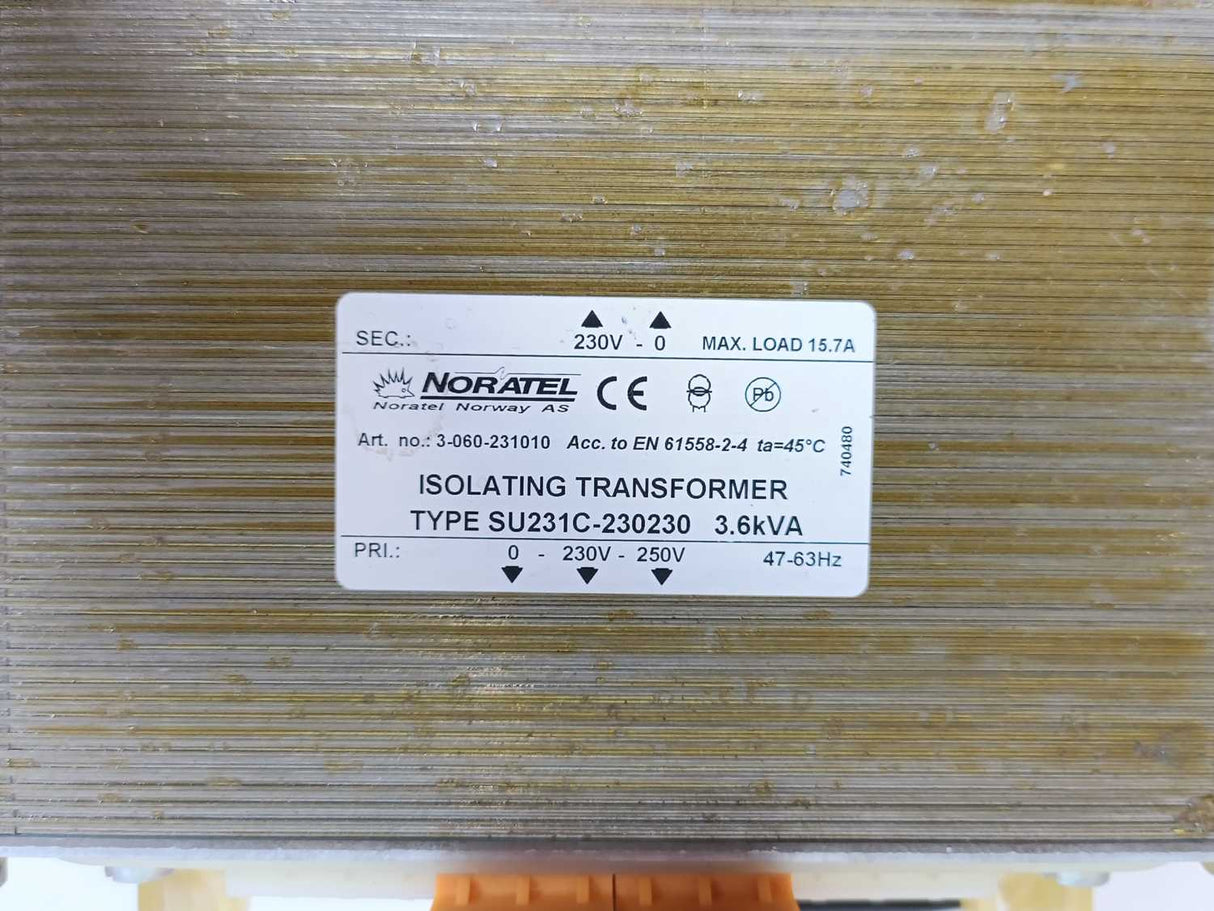 SEC.: 230V - 0 MAX. LOAD 15.7A
NORATEL CE Pb
Noratel Norway AS
Art. no.: 3-060-231010 Acc. to EN 61558-2-4 ta=45°C
740480
ISOLATING TRANSFORMER
TYPE SU231C-230230 3.6kVA
PRI.: 0 - 230V - 250V 47-63Hz